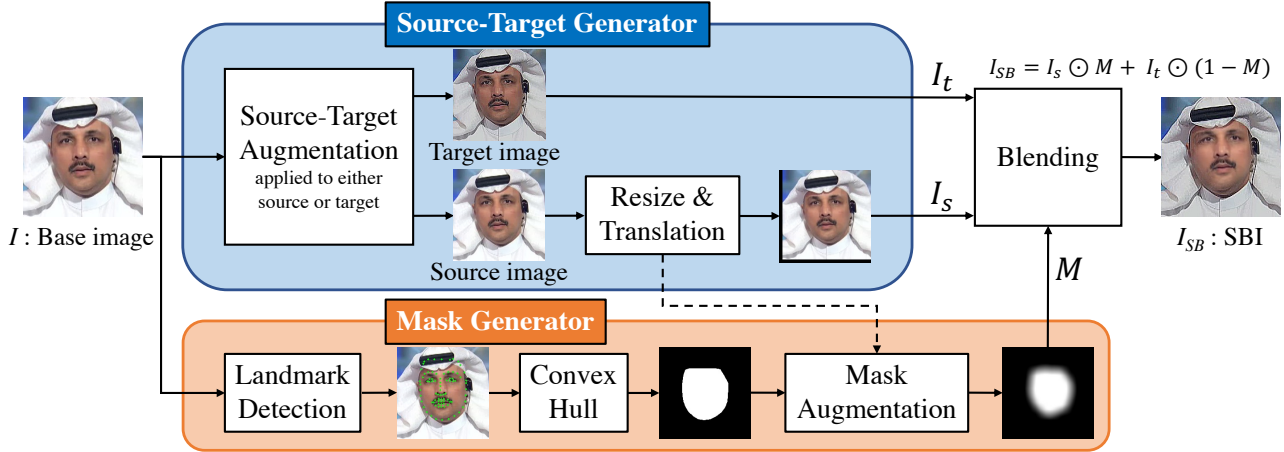 Source-Target Generator
I_SB = I_s ⊙ M + I_t ⊙ (1 − M)
I_t
Source-Target
Augmentation
applied to either
source or target
Target image
Blending
Resize &
Translation
I_s
I : Base image
Source image
I_SB : SBI
M
Mask Generator
Landmark
Detection
Convex
Hull
Mask
Augmentation